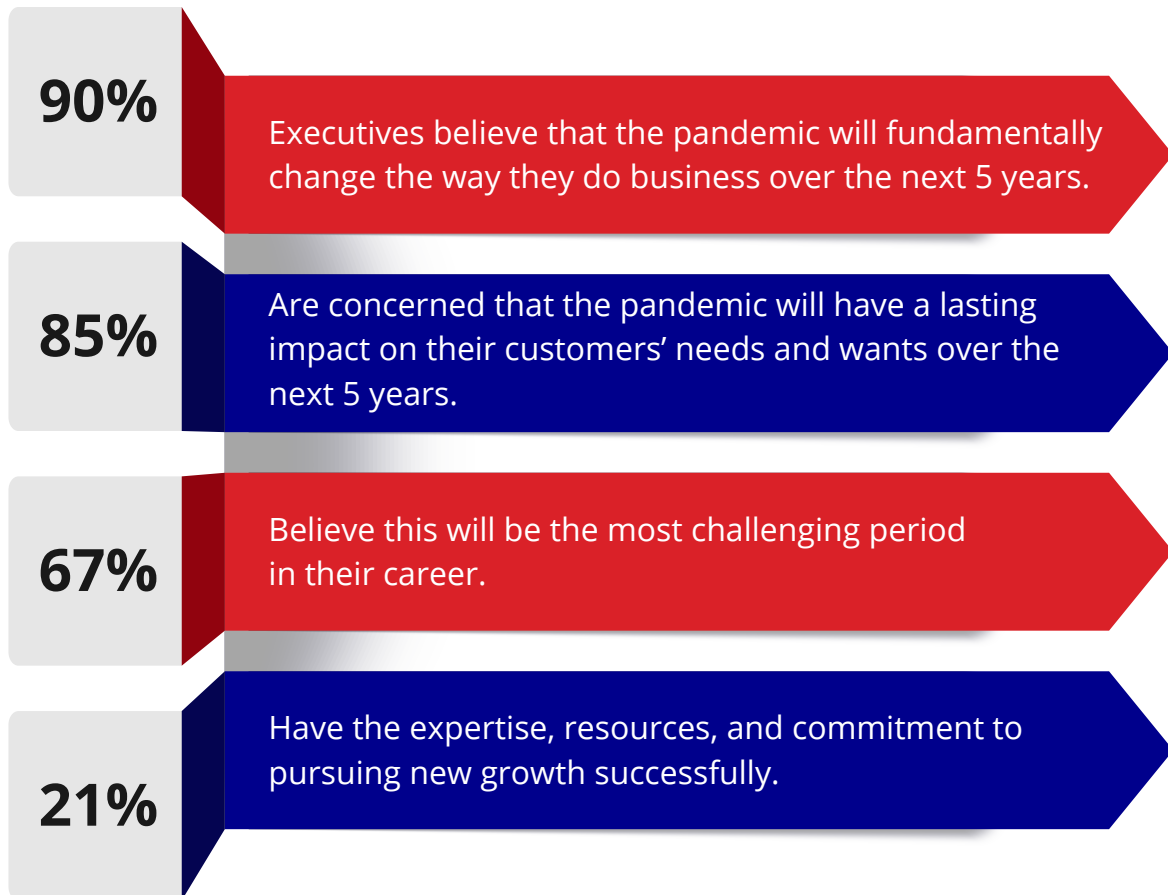 90%
Executives believe that the pandemic will fundamentally
change the way they do business over the next 5 years.
85%
Are concerned that the pandemic will have a lasting
impact on their customers’ needs and wants over the
next 5 years.
67%
Believe this will be the most challenging period
in their career.
21%
Have the expertise, resources, and commitment to
pursuing new growth successfully.